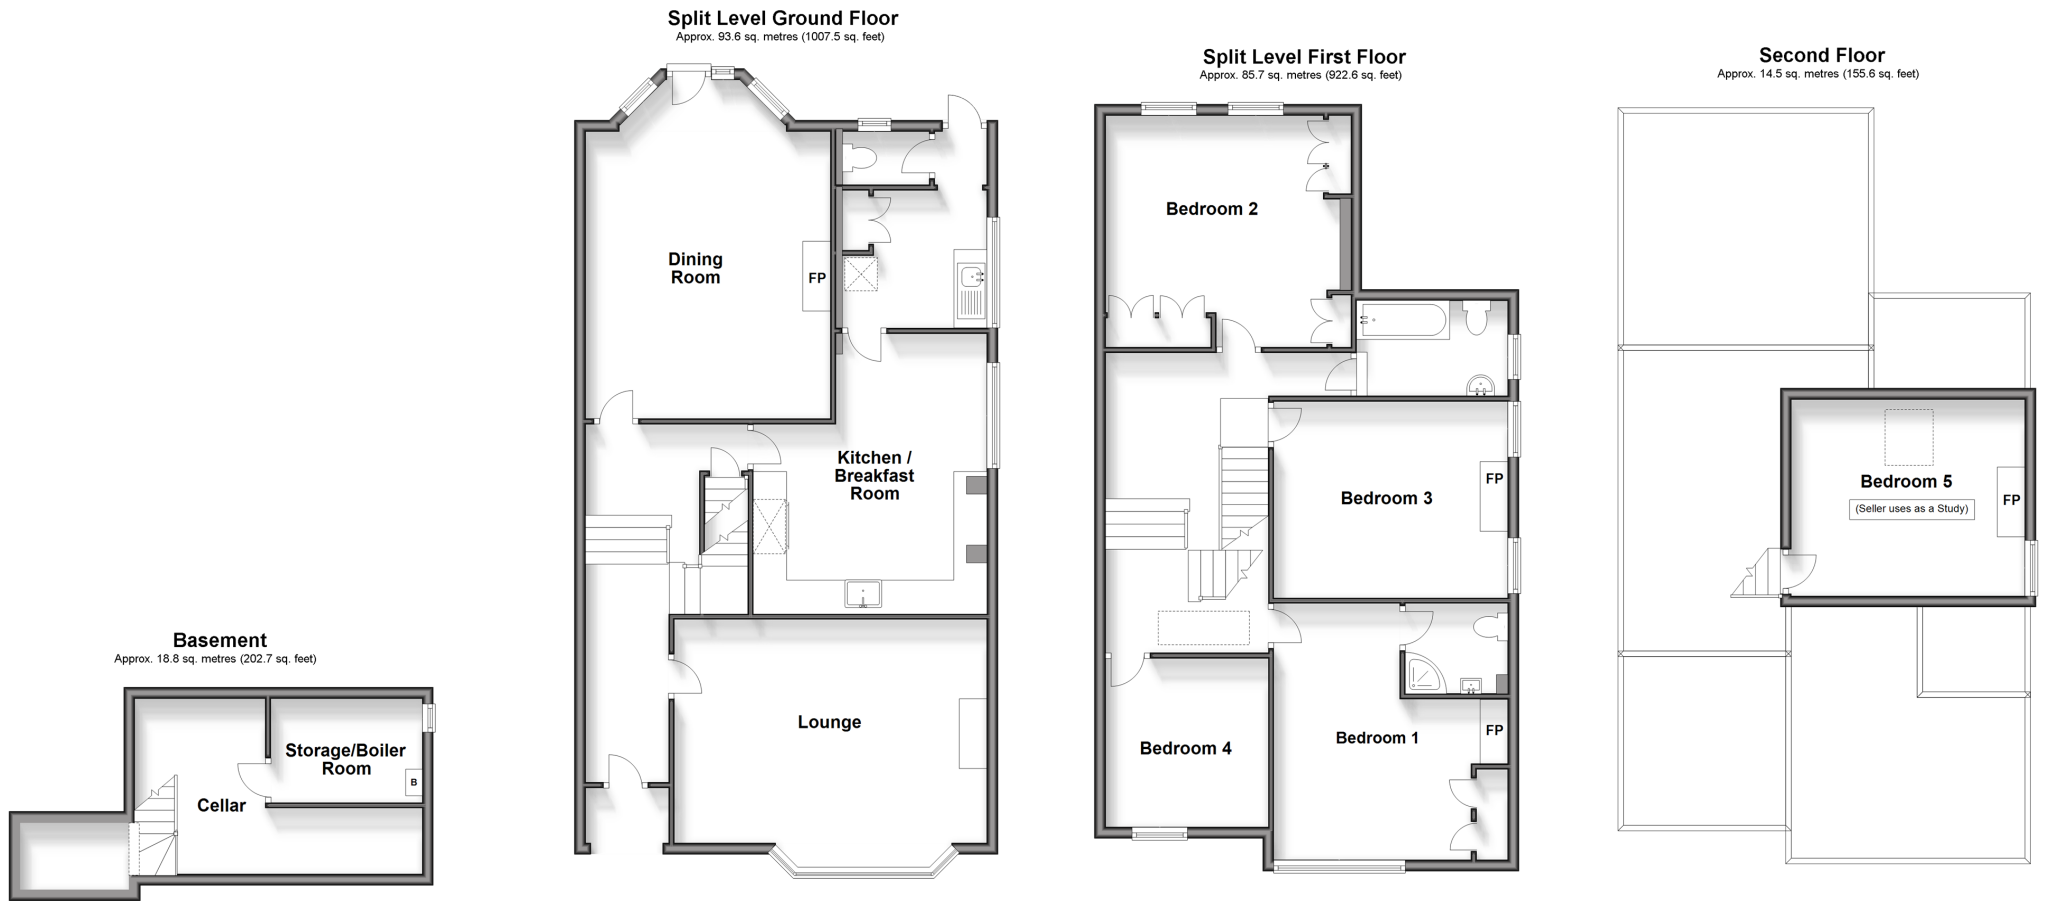 Split Level Ground Floor
Approx. 93.6 sq. metres (1007.5 sq. feet)
Dining
Room
FP
Kitchen /
Breakfast
Room
Lounge
Split Level First Floor
Approx. 85.7 sq. metres (922.6 sq. feet)
Bedroom 2
Bedroom 3
FP
Bedroom 1
FP
Bedroom 4
Second Floor
Approx. 14.5 sq. metres (155.6 sq. feet)
Bedroom 5
(Seller uses as a Study)
FP
Basement
Approx. 18.8 sq. metres (202.7 sq. feet)
Storage/Boiler
Room
B
Cellar